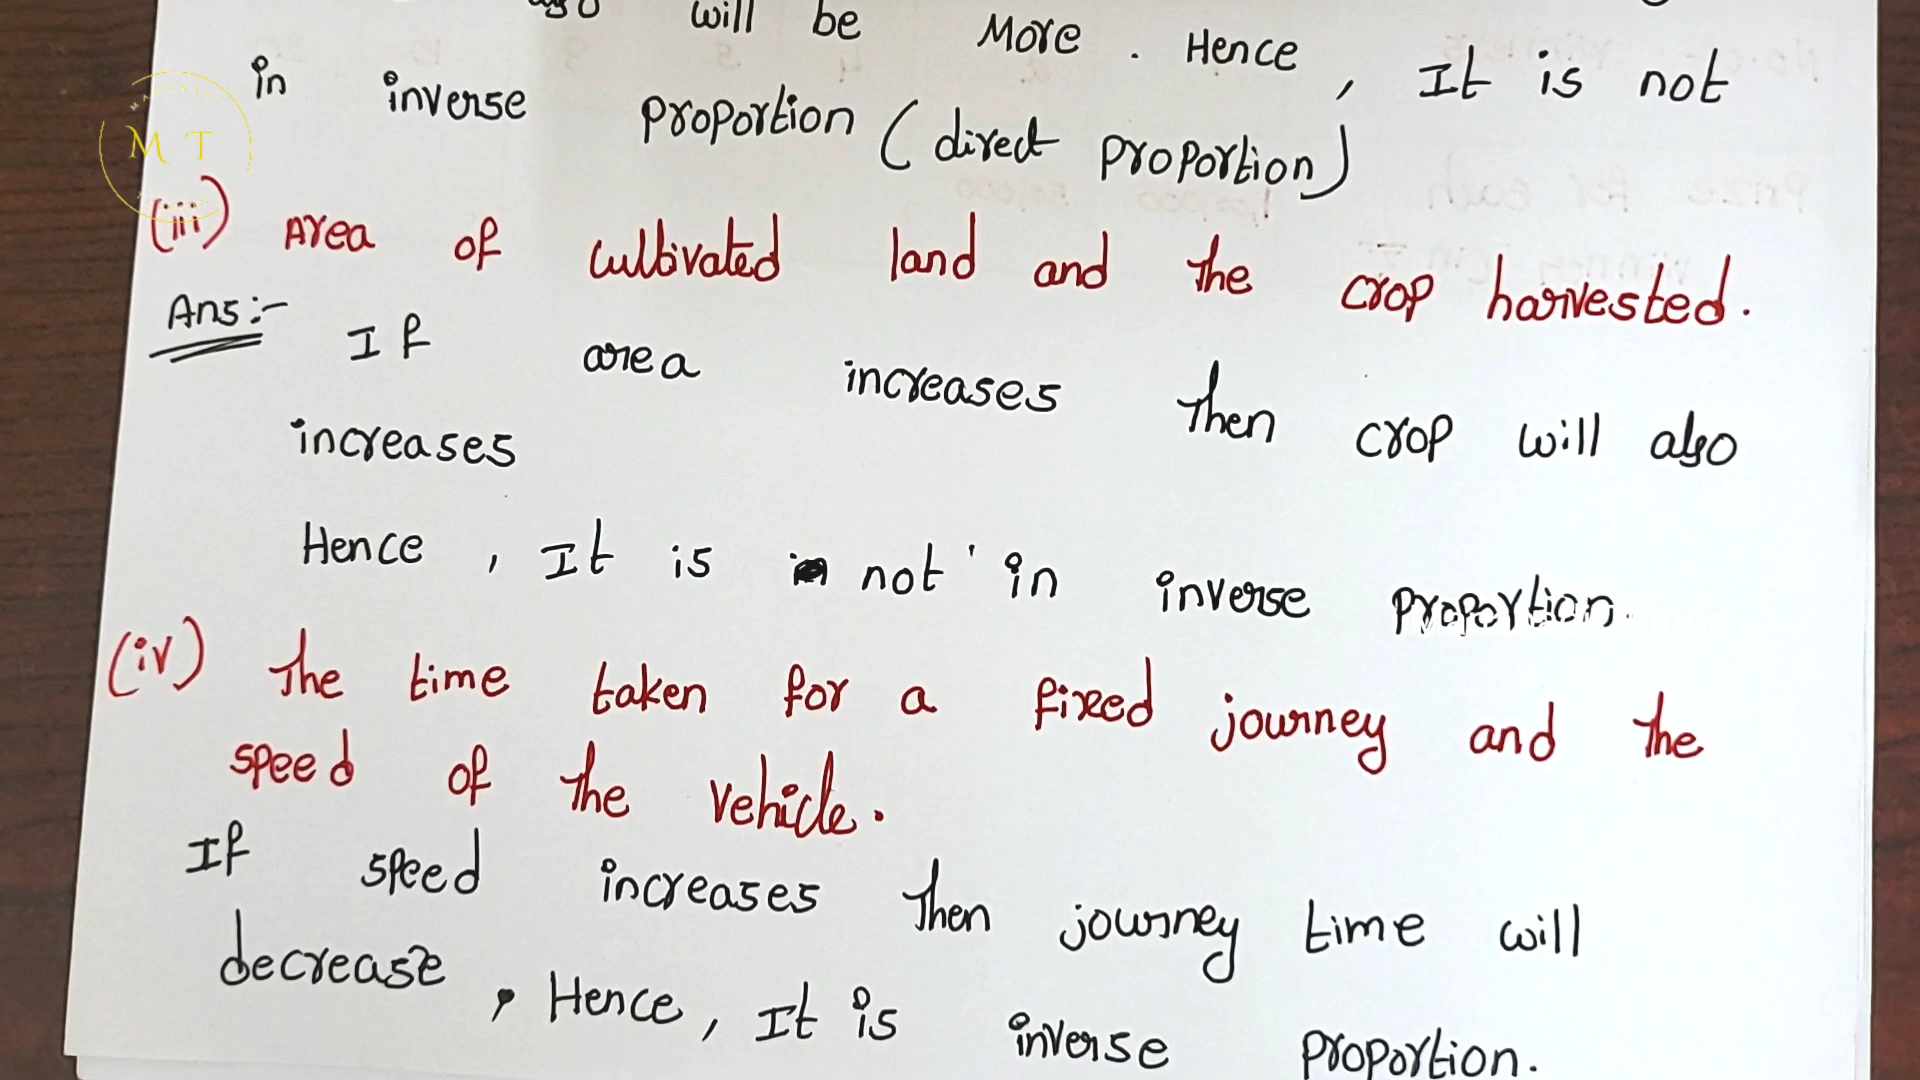 will be More. Hence, It is not
in inverse proportion (direct proportion)
M T
(iii) Area of cultivated land and the crop harvested.
Ans:- If area increases then crop will also
increases
Hence, It is not in inverse proportion.
(iv) The time taken for a fixed journey and the
speed of the vehicle.
If speed increases then journey time will
decrease, Hence, It is inverse proportion.